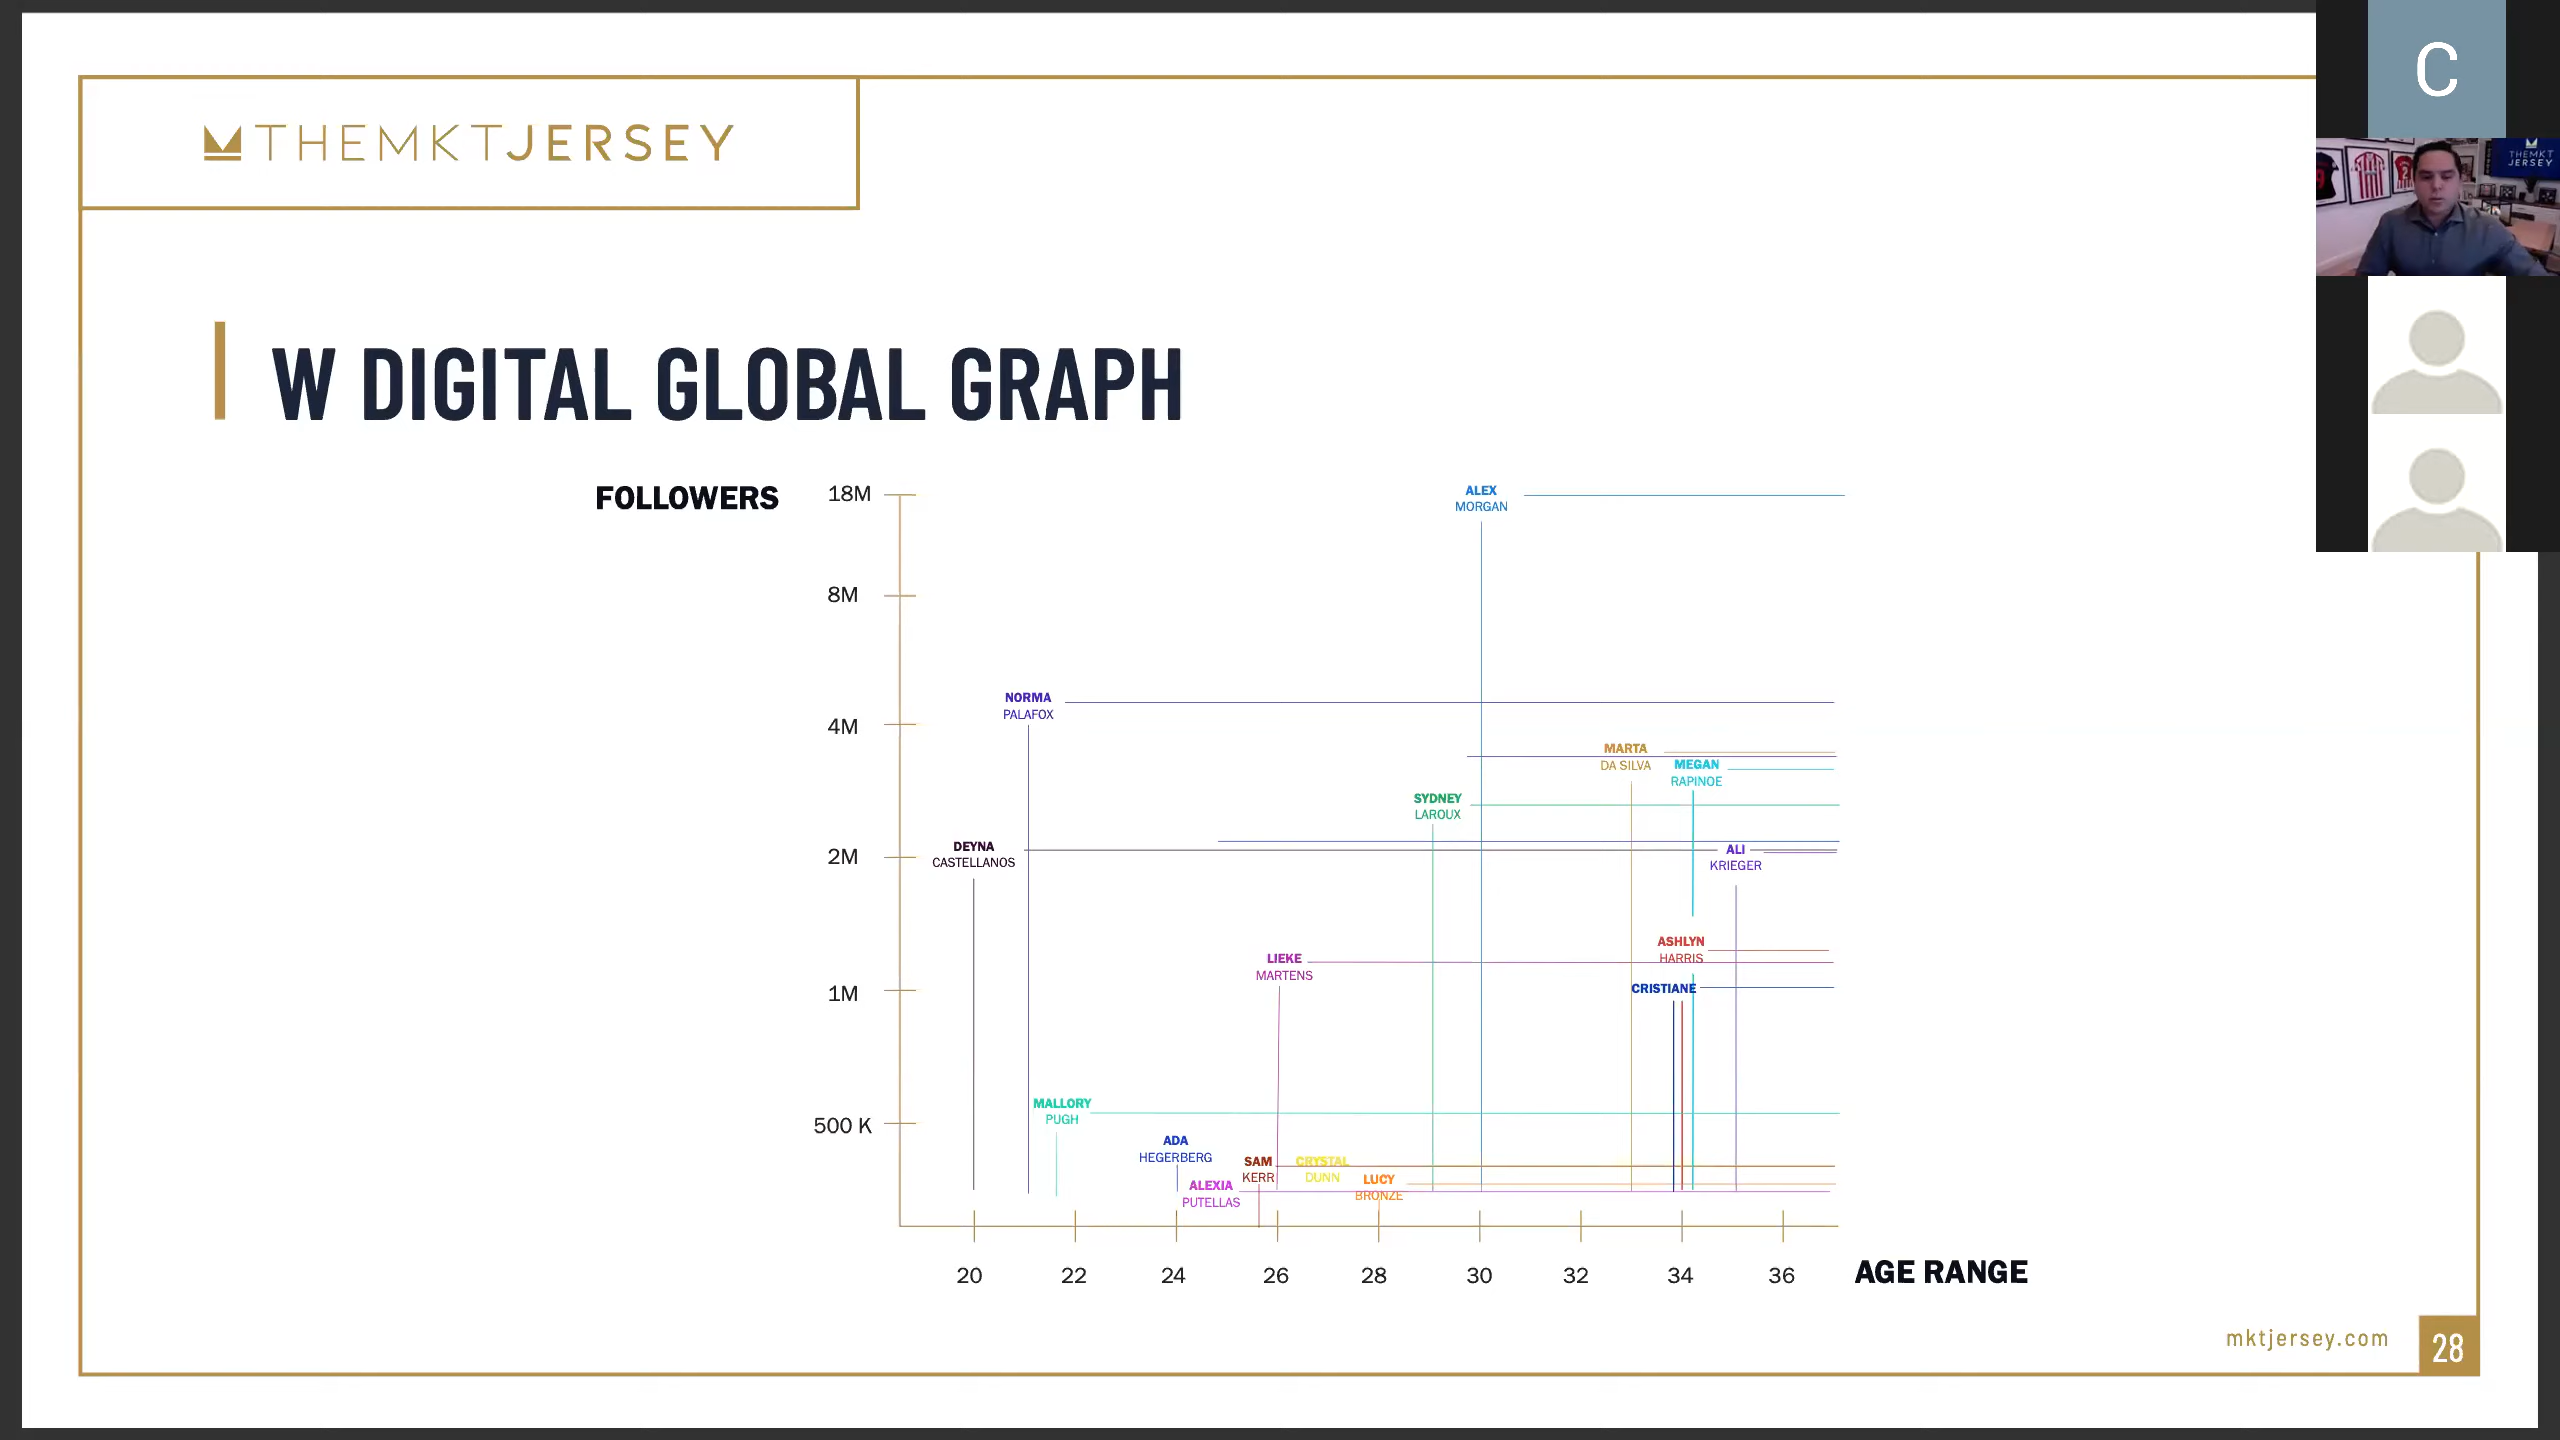 C
THEMKTJERSEY
THEMKT
JERSEY
W DIGITAL GLOBAL GRAPH
FOLLOWERS
18M
8M
4M
2M
1M
500 K
ALEX
MORGAN
NORMA
PALAFOX
MARTA
DA SILVA
MEGAN
RAPINOE
SYDNEY
LAROUX
DEYNA
CASTELLANOS
ALI
KRIEGER
ASHLYN
HARRIS
LIEKE
MARTENS
CRISTIANE
MALLORY
PUGH
ADA
HEGERBERG
SAM
KERR
CRYSTAL
DUNN
LUCY
BRONZE
ALEXIA
PUTELLAS
20 22 24 26 28 30 32 34 36
AGE RANGE
mktjersey.com
28